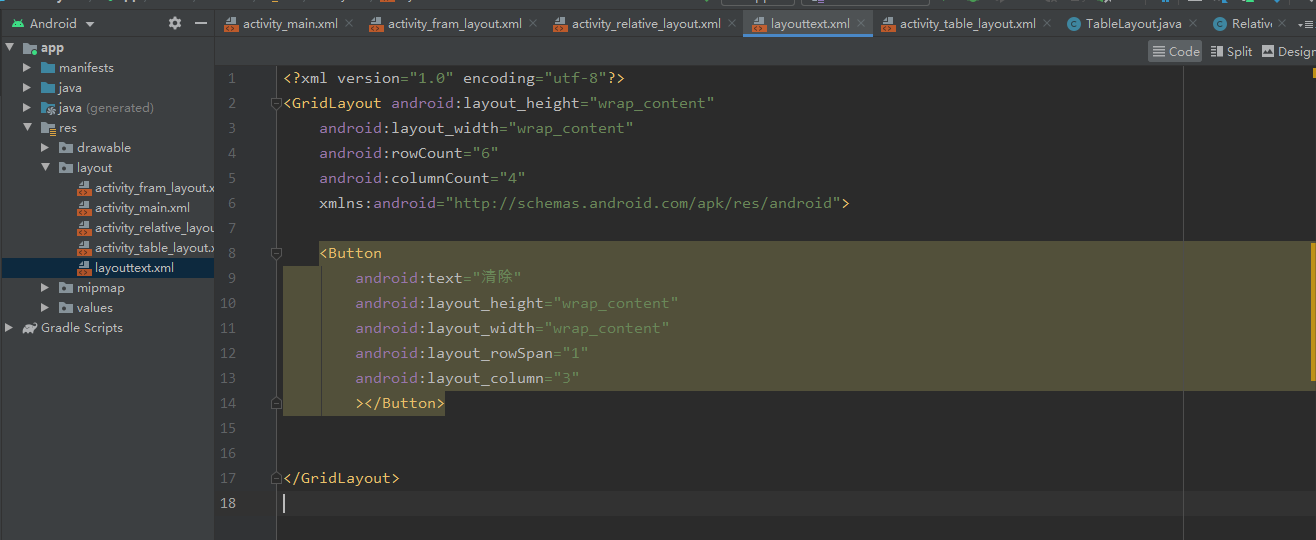 Android
activity_main.xml
activity_fram_layout.xml
activity_relative_layout.xml
layouttext.xml
activity_table_layout.xml
TableLayout.java
Relative
Code
Split
Design
app
manifests
java
java (generated)
res
drawable
layout
activity_fram_layout.x
activity_main.xml
activity_relative_layou
activity_table_layout.x
layouttext.xml
mipmap
values
Gradle Scripts
1 <?xml version="1.0" encoding="utf-8"?>
2 <GridLayout android:layout_height="wrap_content"
3 android:layout_width="wrap_content"
4 android:rowCount="6"
5 android:columnCount="4"
6 xmlns:android="http://schemas.android.com/apk/res/android">
7
8 <Button
9 android:text="清除"
10 android:layout_height="wrap_content"
11 android:layout_width="wrap_content"
12 android:layout_rowSpan="1"
13 android:layout_column="3"
14 ></Button>
15
16
17 </GridLayout>
18